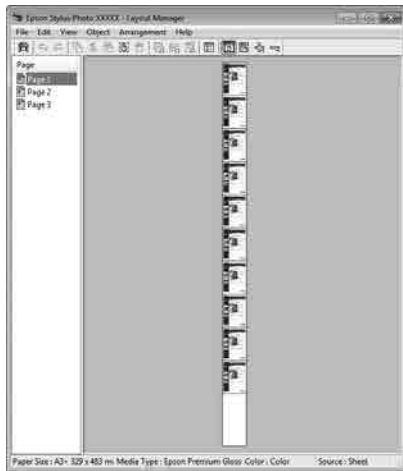 Epson Stylus Photo XXXXX - Layout Manager
File Edit View Object Arrangement Help
Page
Page 1
Page 2
Page 3
Paper Size : A3+ 329 x 483 mi Media Type : Epson Premium Gloss Color : Color Source : Sheet